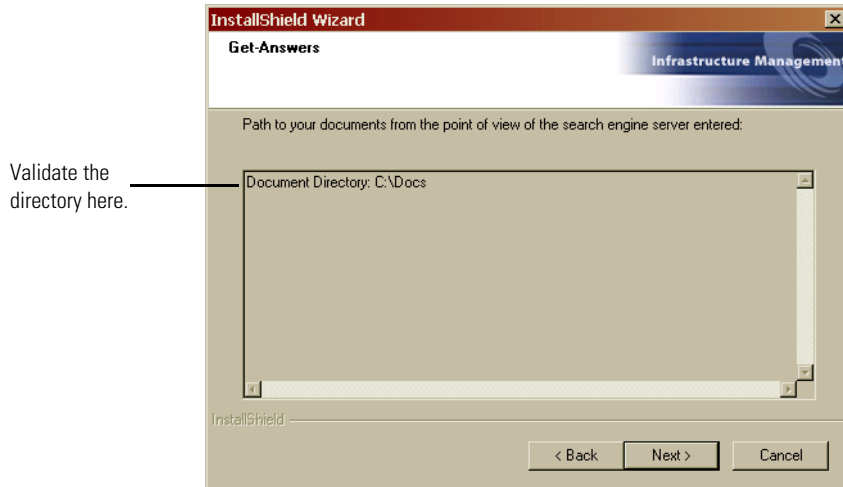 InstallShield Wizard
Get-Answers
Infrastructure Management
Path to your documents from the point of view of the search engine server entered:
Validate the
directory here.
Document Directory: C:\Docs
InstallShield
< Back
Next >
Cancel